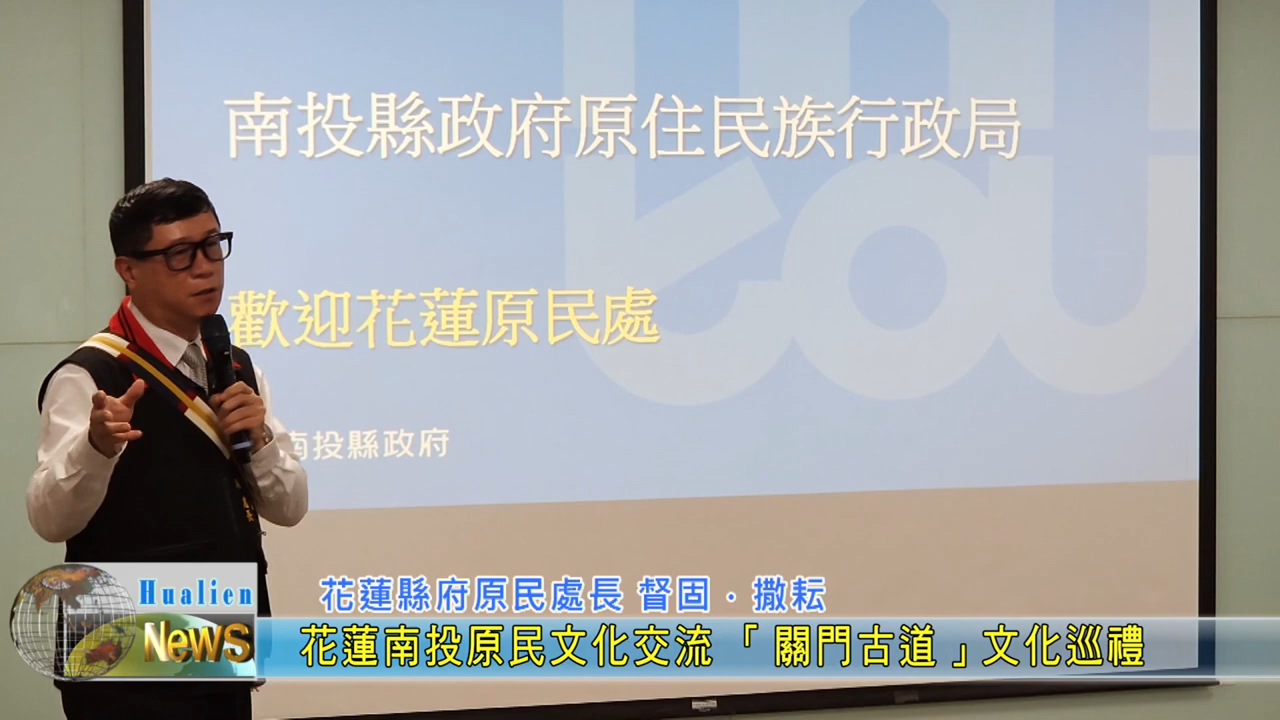 南投縣政府原住民族行政局
歡迎花蓮原民處
南投縣政府
Hualien
News
花蓮縣府原民處長 督固．撒耘
花蓮南投原民文化交流「關門古道」文化巡禮